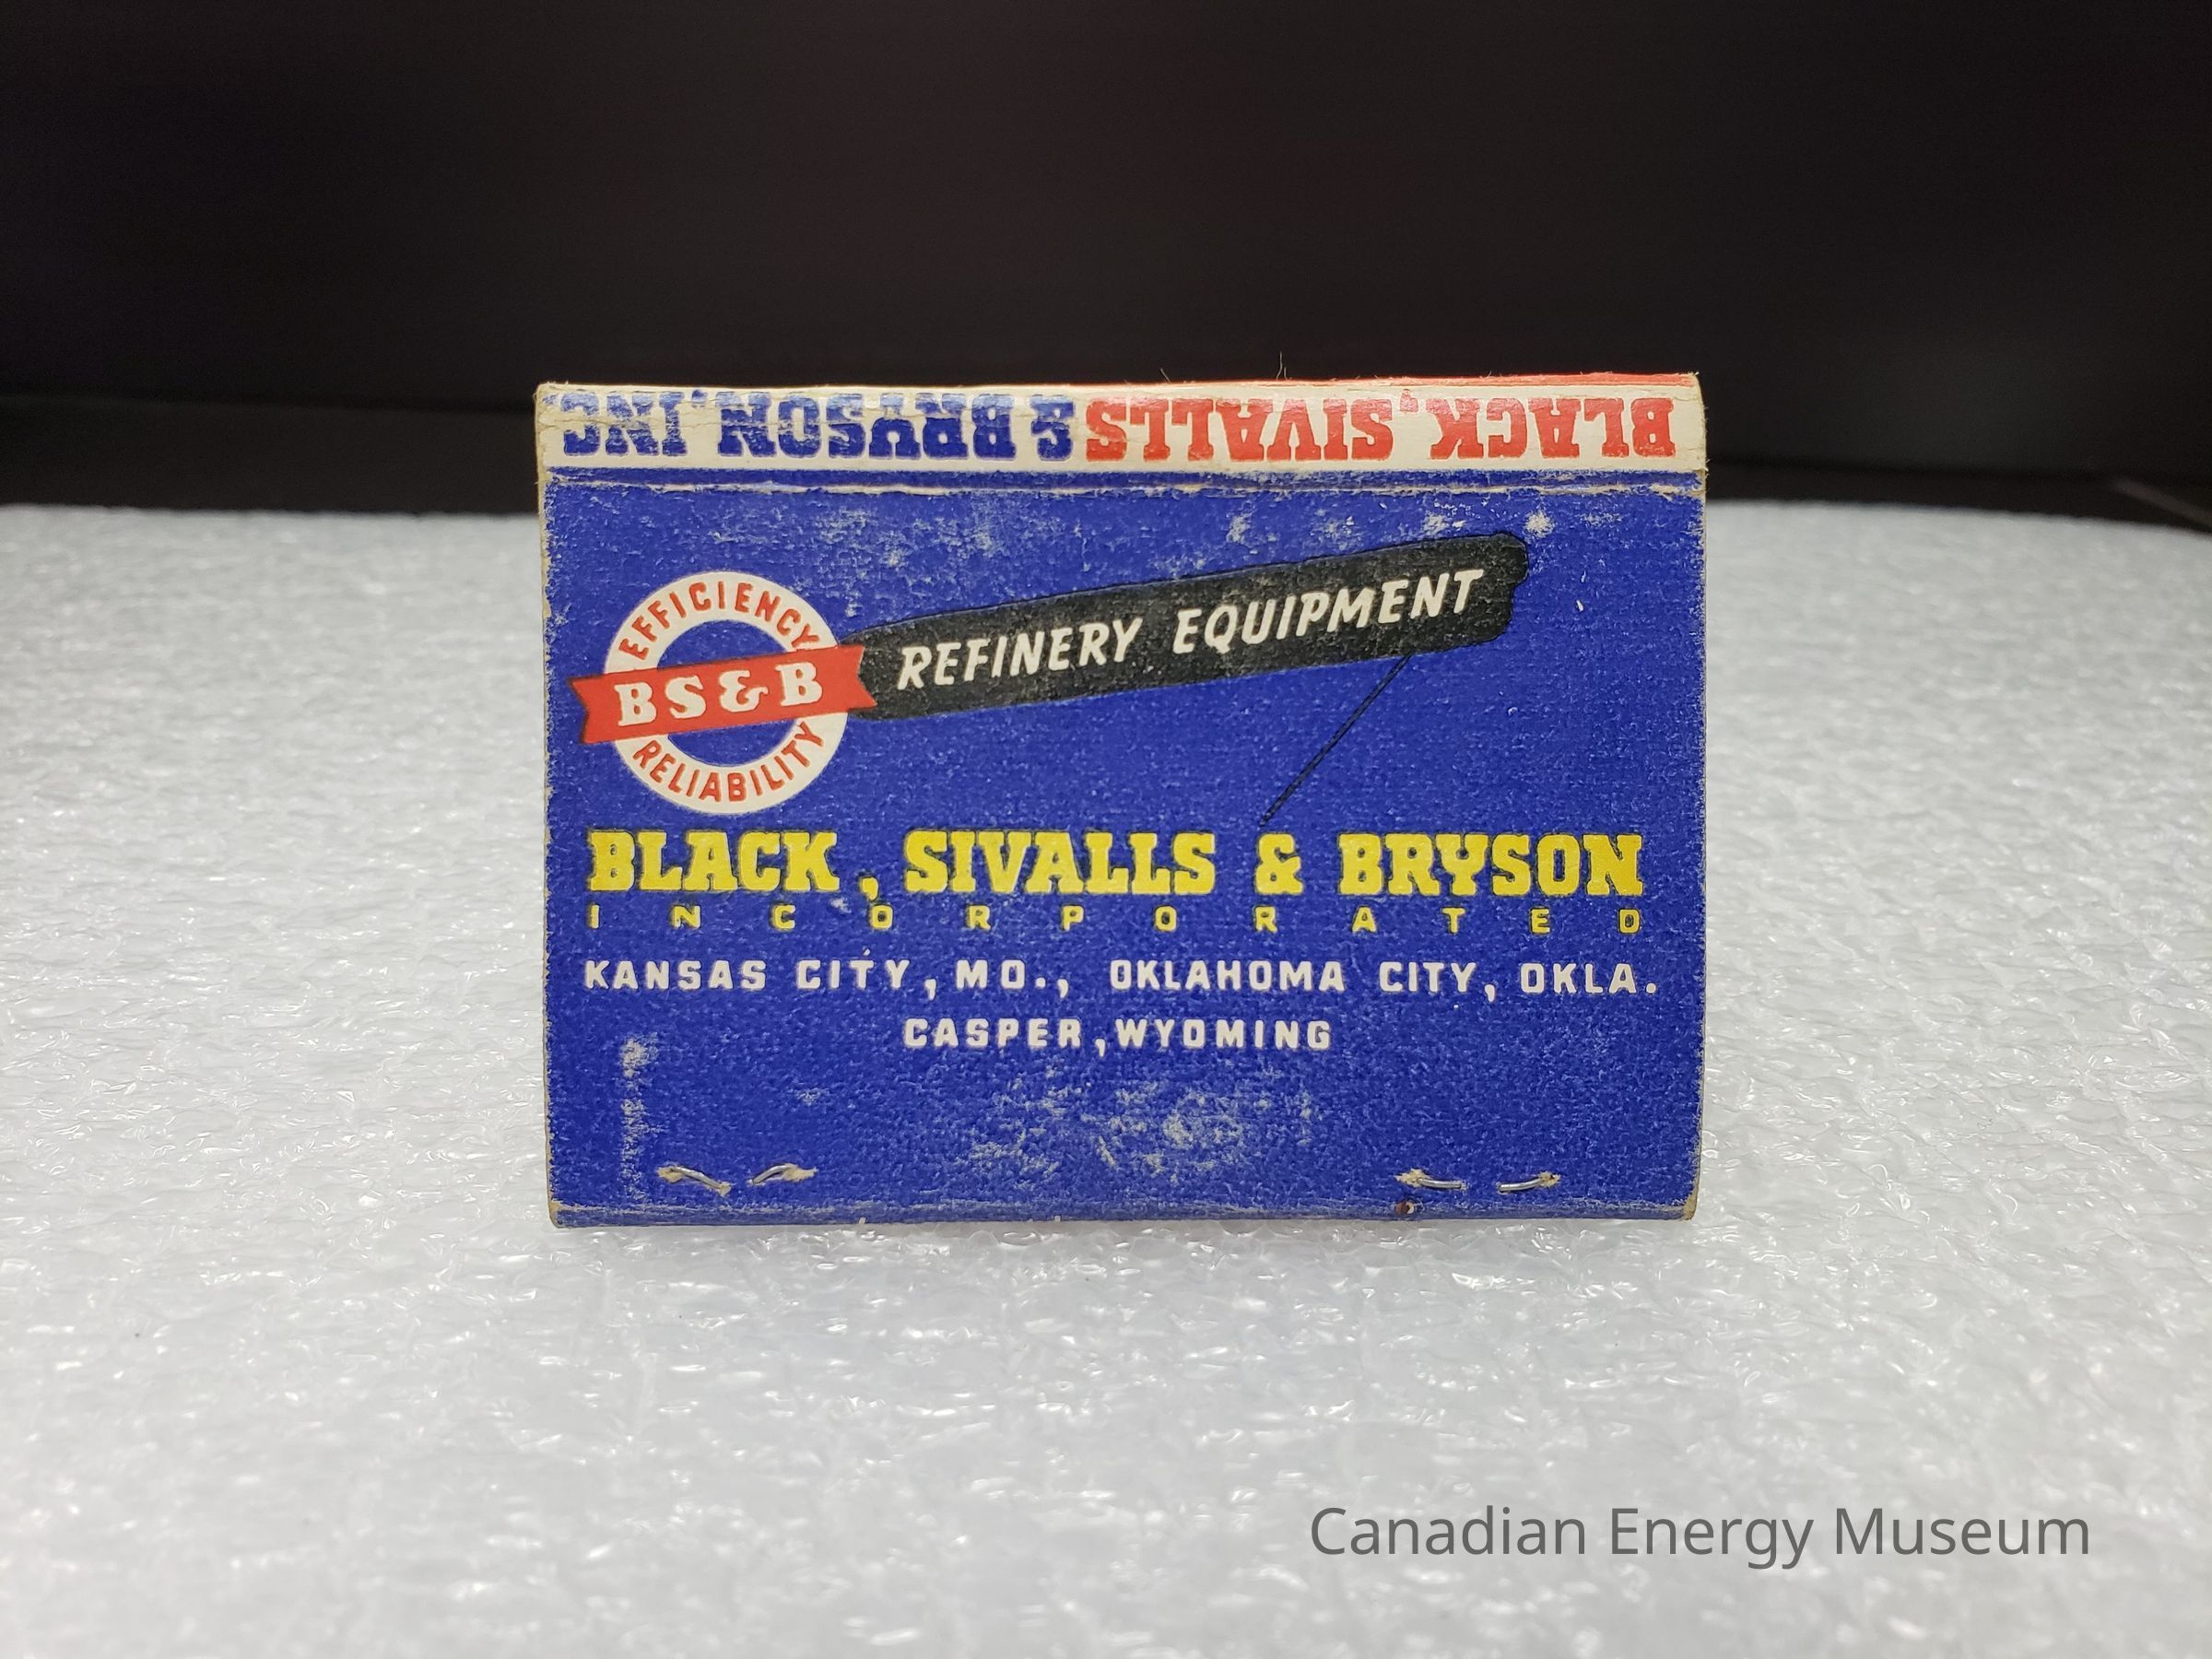 BLACK, SIVALLS & BRYSON, INC.
EFFICIENCY
BS&B
RELIABILITY
REFINERY EQUIPMENT
BLACK, SIVALLS & BRYSON
INCORPORATED
KANSAS CITY, MO., OKLAHOMA CITY, OKLA.
CASPER, WYOMING
Canadian Energy Museum